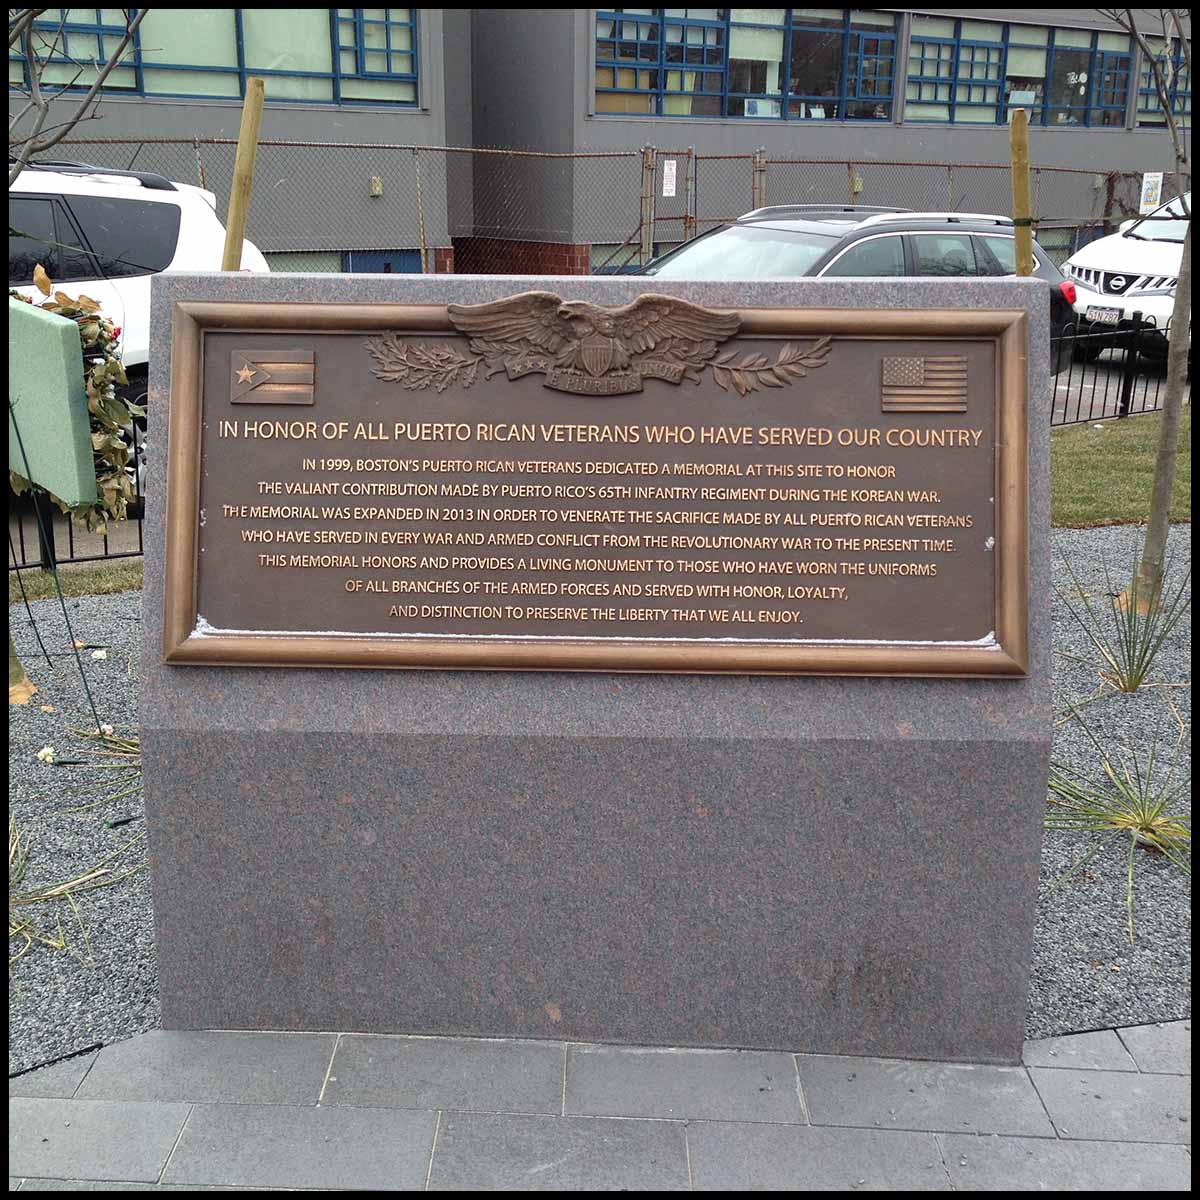 E PLURIBUS UNUM
IN HONOR OF ALL PUERTO RICAN VETERANS WHO HAVE SERVED OUR COUNTRY
IN 1999, BOSTON'S PUERTO RICAN VETERANS DEDICATED A MEMORIAL AT THIS SITE TO HONOR
THE VALIANT CONTRIBUTION MADE BY PUERTO RICO'S 65TH INFANTRY REGIMENT DURING THE KOREAN WAR.
THE MEMORIAL WAS EXPANDED IN 2013 IN ORDER TO VENERATE THE SACRIFICE MADE BY ALL PUERTO RICAN VETERANS
WHO HAVE SERVED IN EVERY WAR AND ARMED CONFLICT FROM THE REVOLUTIONARY WAR TO THE PRESENT TIME.
THIS MEMORIAL HONORS AND PROVIDES A LIVING MONUMENT TO THOSE WHO HAVE WORN THE UNIFORMS
OF ALL BRANCHES OF THE ARMED FORCES AND SERVED WITH HONOR, LOYALTY,
AND DISTINCTION TO PRESERVE THE LIBERTY THAT WE ALL ENJOY.